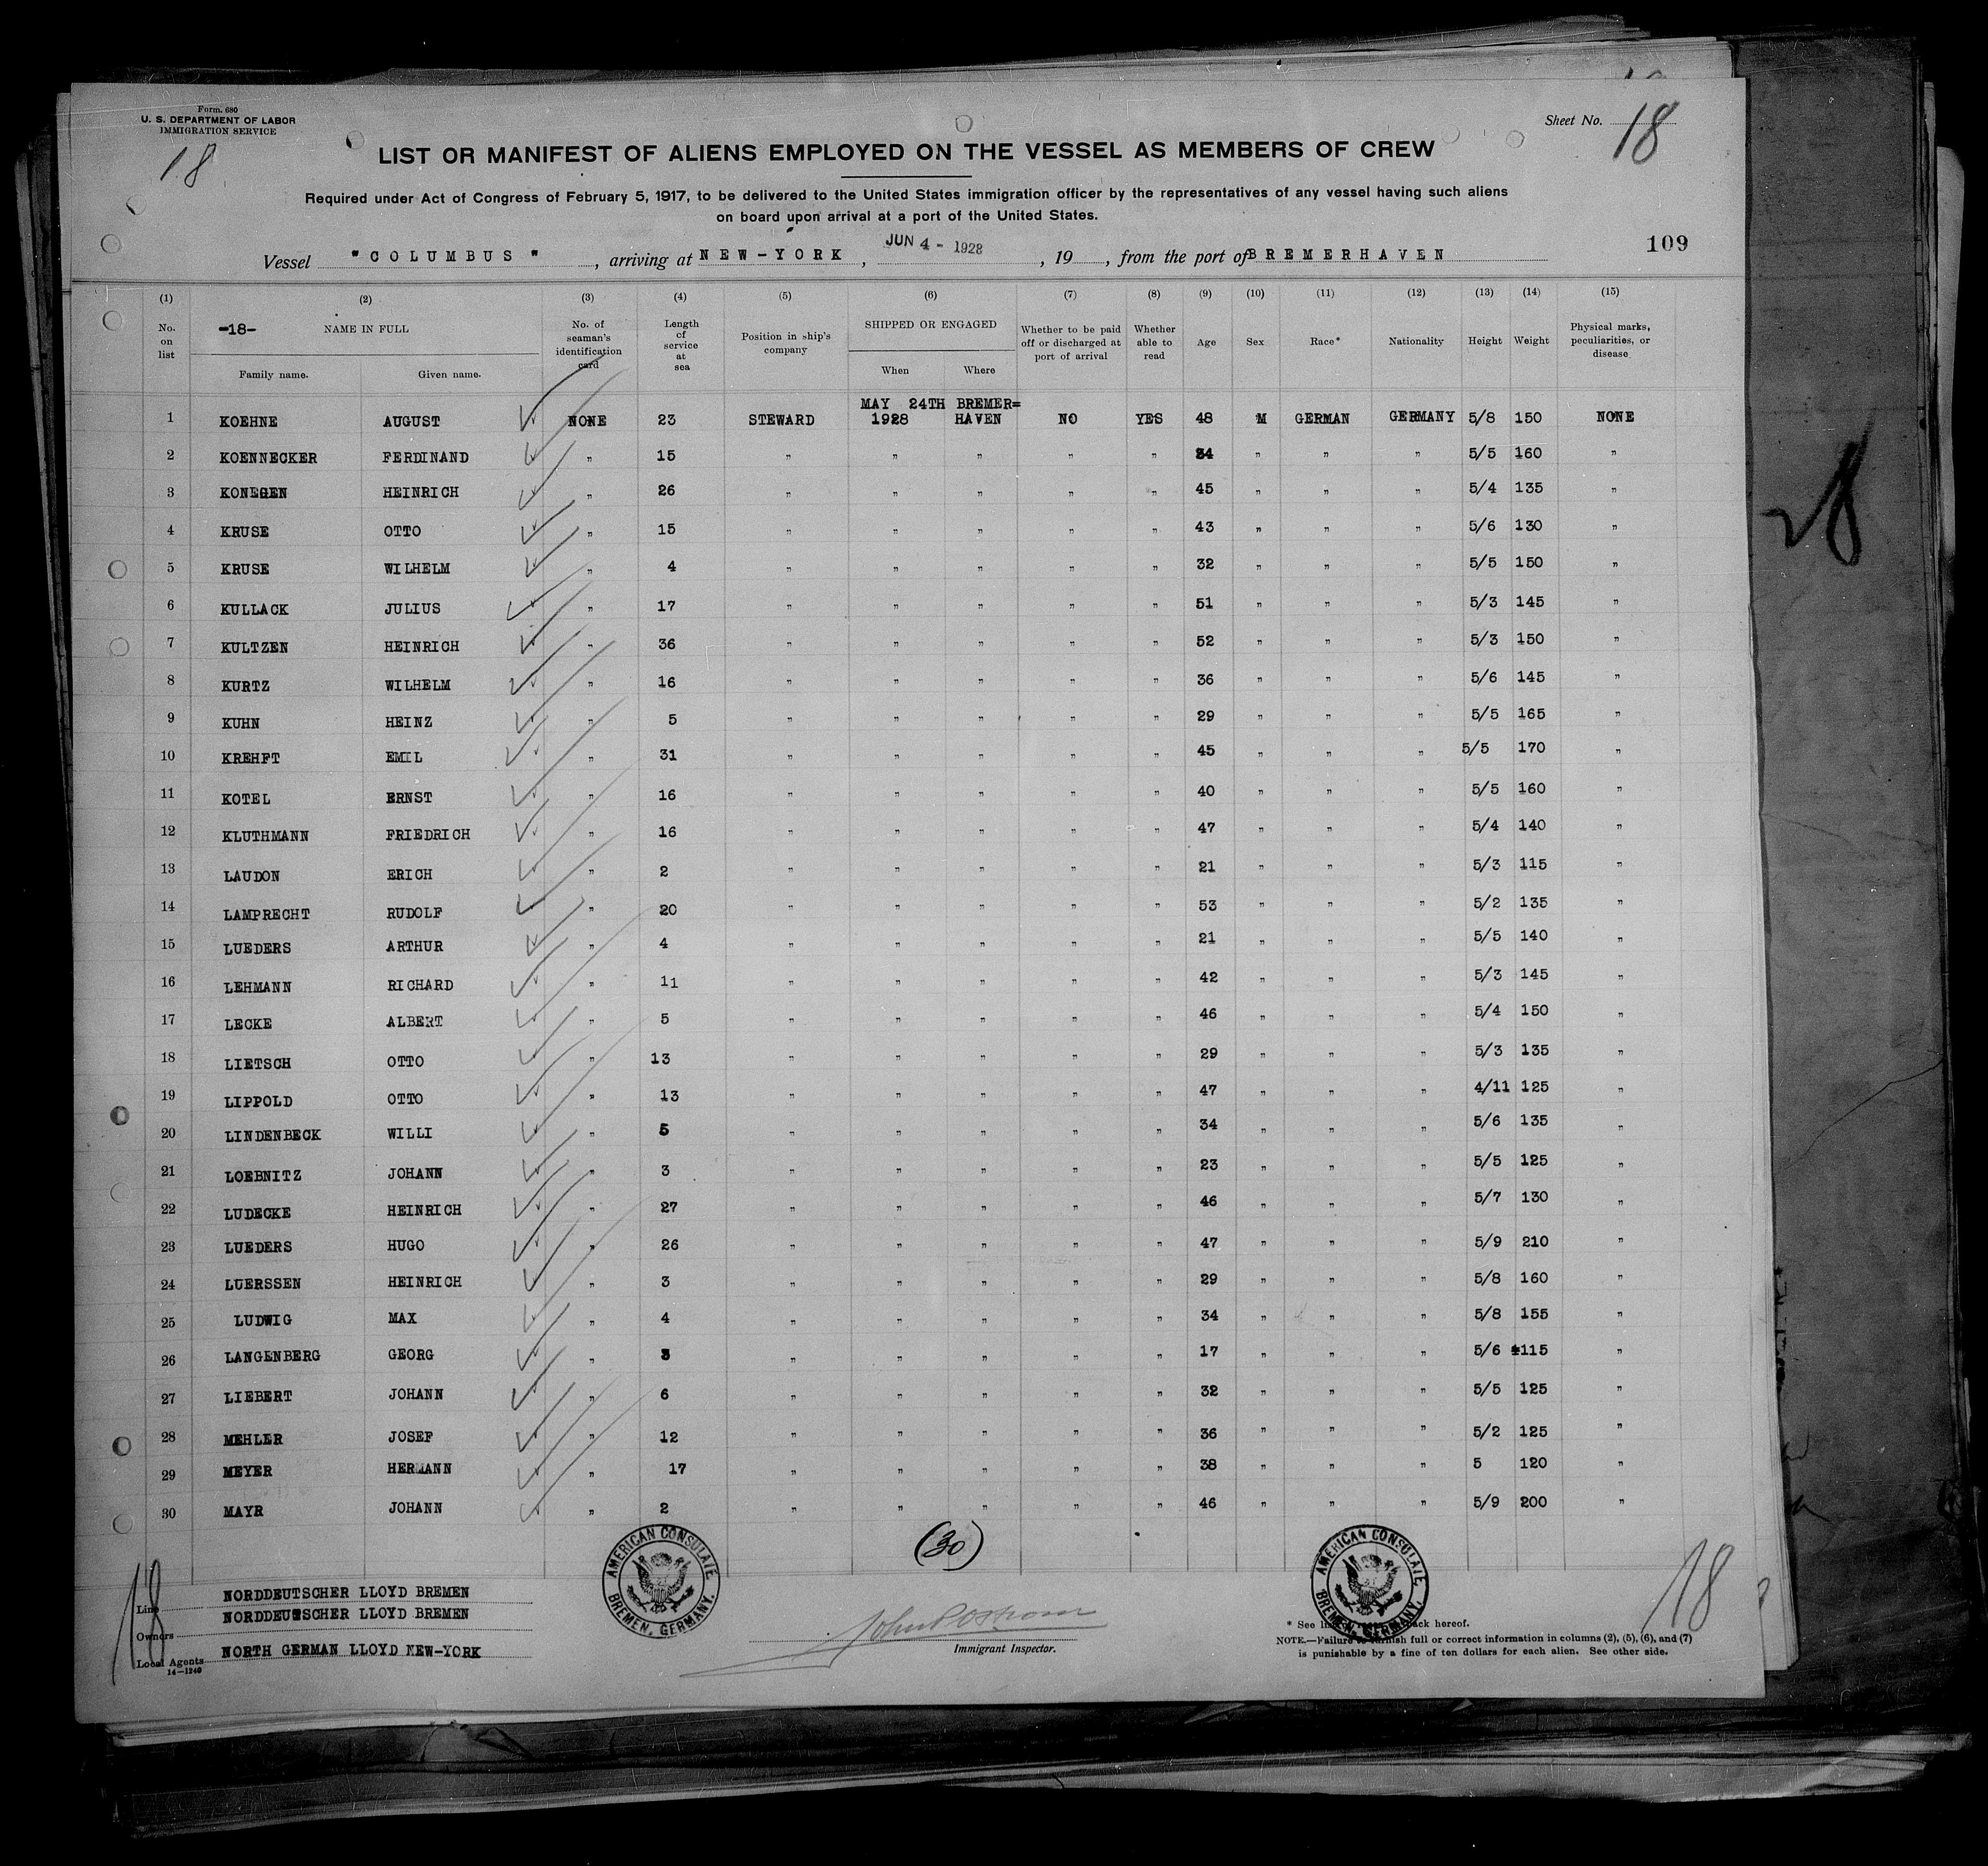 Form. 680
U. S. DEPARTMENT OF LABOR
IMMIGRATION SERVICE
18
Sheet No. 18
LIST OR MANIFEST OF ALIENS EMPLOYED ON THE VESSEL AS MEMBERS OF CREW
Required under Act of Congress of February 5, 1917, to be delivered to the United States immigration officer by the representatives of any vessel having such aliens
on board upon arrival at a port of the United States.
Vessel "COLUMBUS", arriving at NEW-YORK, JUN 4 - 1928, 19, from the port of BREMERHAVEN
109
(1) (2) (3) (4) (5) (6) (7) (8) (9) (10) (11) (12) (13) (14) (15)
No. on list -18- NAME IN FULL Family name. Given name. No. of seaman's identification card Length of service at sea Position in ship's company SHIPPED OR ENGAGED When Where Whether to be paid off or discharged at port of arrival Whether able to read Age Sex Race* Nationality Height Weight Physical marks, peculiarities, or disease
1 KOEHNE AUGUST NONE 23 STEWARD MAY 24TH 1928 BREMER=HAVEN NO YES 48 M GERMAN GERMANY 5/8 150 NONE
2 KOENNECKER FERDINAND " 15 " " " " " 34 " " " 5/5 160 "
3 KONEGEN HEINRICH " 26 " " " " " 45 " " " 5/4 135 "
4 KRUSE OTTO " 15 " " " " " 43 " " " 5/6 130 "
5 KRUSE WILHELM " 4 " " " " " 32 " " " 5/5 150 "
6 KULLACK JULIUS " 17 " " " " " 51 " " " 5/3 145 "
7 KULTZEN HEINRICH " 36 " " " " " 52 " " " 5/3 150 "
8 KURTZ WILHELM " 16 " " " " " 36 " " " 5/6 145 "
9 KUHN HEINZ " 5 " " " " " 29 " " " 5/5 165 "
10 KREHFT EMIL " 31 " " " " " 45 " " " 5/5 170 "
11 KOTEL ERNST " 16 " " " " " 40 " " " 5/5 160 "
12 KLUTHMANN FRIEDRICH " 16 " " " " " 47 " " " 5/4 140 "
13 LAUDON ERICH " 2 " " " " " 21 " " " 5/3 115 "
14 LAMPRECHT RUDOLF " 20 " " " " " 53 " " " 5/2 135 "
15 LUEDERS ARTHUR " 4 " " " " " 21 " " " 5/5 140 "
16 LEHMANN RICHARD " 11 " " " " " 42 " " " 5/3 145 "
17 LECKE ALBERT " 5 " " " " " 46 " " " 5/4 150 "
18 LIETSCH OTTO " 13 " " " " " 29 " " " 5/3 135 "
19 LIPPOLD OTTO " 13 " " " " " 47 " " " 4/11 125 "
20 LINDENBECK WILLI " 5 " " " " " 34 " " " 5/6 135 "
21 LOEBNITZ JOHANN " 3 " " " " " 23 " " " 5/5 125 "
22 LUDECKE HEINRICH " 27 " " " " " 46 " " " 5/7 130 "
23 LUEDERS HUGO " 26 " " " " " 47 " " " 5/9 210 "
24 LUERSSEN HEINRICH " 3 " " " " " 29 " " " 5/8 160 "
25 LUDWIG MAX " 4 " " " " " 34 " " " 5/8 155 "
26 LANGENBERG GEORG " 3 " " " " " 17 " " " 5/6 115 "
27 LIEBERT JOHANN " 6 " " " " " 32 " " " 5/5 125 "
28 MEHLER JOSEF " 12 " " " " " 36 " " " 5/2 125 "
29 MEYER HERMANN " 17 " " " " " 38 " " " 5 120 "
30 MAYR JOHANN " 2 " " " " " 46 " " " 5/9 200 "
(30)
AMERICAN CONSULATE BREMEN, GERMANY.
AMERICAN CONSULATE BREMEN, GERMANY.
18
18
Line NORDDEUTSCHER LLOYD BREMEN
Owners NORDDEUTSCHER LLOYD BREMEN
Local Agents NORTH GERMAN LLOYD NEW-YORK
14-1240
Immigrant Inspector.
* See hereof.
NOTE.—Failure to furnish full or correct information in columns (2), (5), (6), and (7)
is punishable by a fine of ten dollars for each alien. See other side.